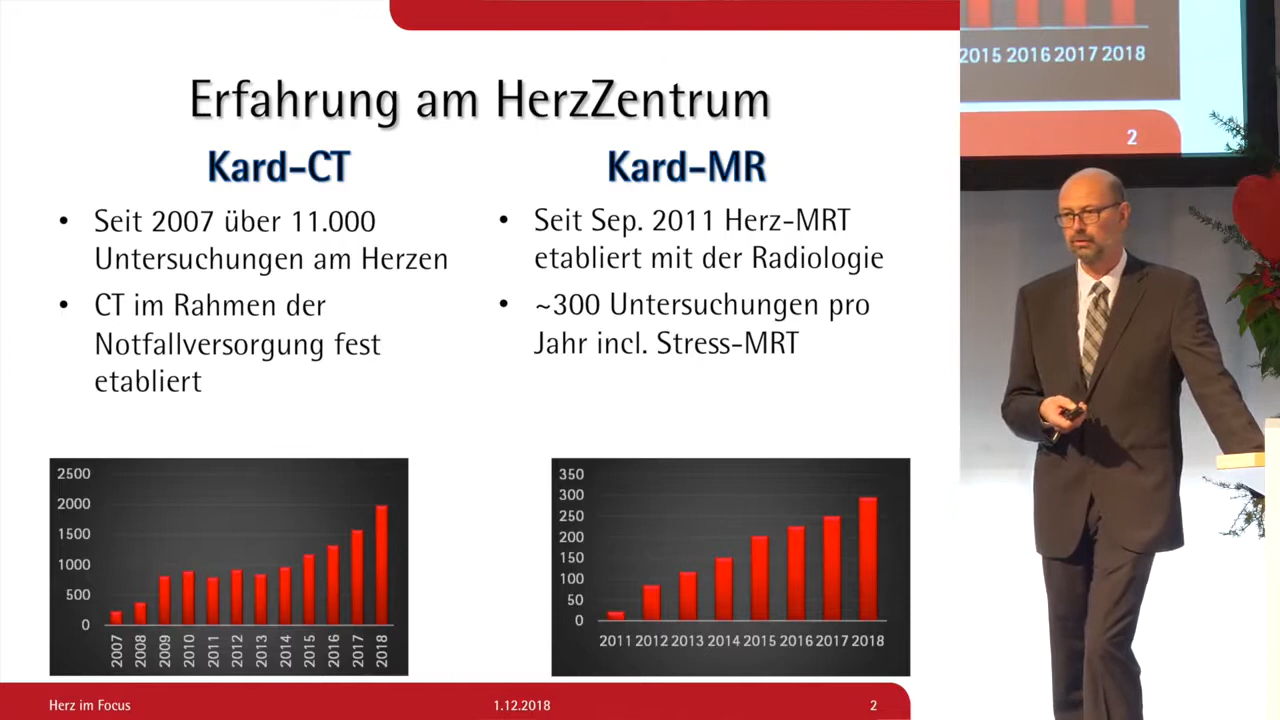 Erfahrung am HerzZentrum
Kard-CT
• Seit 2007 über 11.000
Untersuchungen am Herzen
• CT im Rahmen der
Notfallversorgung fest
etabliert
Kard-MR
• Seit Sep. 2011 Herz-MRT
etabliert mit der Radiologie
• ~300 Untersuchungen pro
Jahr incl. Stress-MRT
2500
2000
1500
1000
500
0
2007 2008 2009 2010 2011 2012 2013 2014 2015 2016 2017 2018
350
300
250
200
150
100
50
0
2011 2012 2013 2014 2015 2016 2017 2018
Herz im Focus 1.12.2018 2
2015 2016 2017 2018
2